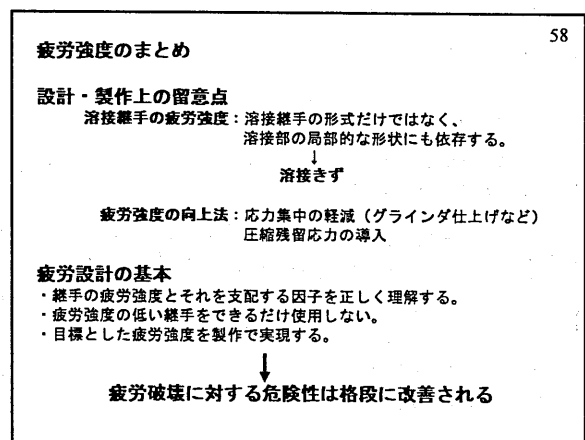 58
疲労強度のまとめ
設計・製作上の留意点
溶接継手の疲労強度：溶接継手の形式だけではなく、
溶接部の局部的な形状にも依存する。
↓
溶接きず
疲労強度の向上法：応力集中の軽減（グラインダ仕上げなど）
圧縮残留応力の導入
疲労設計の基本
・継手の疲労強度とそれを支配する因子を正しく理解する。
・疲労強度の低い継手をできるだけ使用しない。
・目標とした疲労強度を製作で実現する。
↓
疲労破壊に対する危険性は格段に改善される